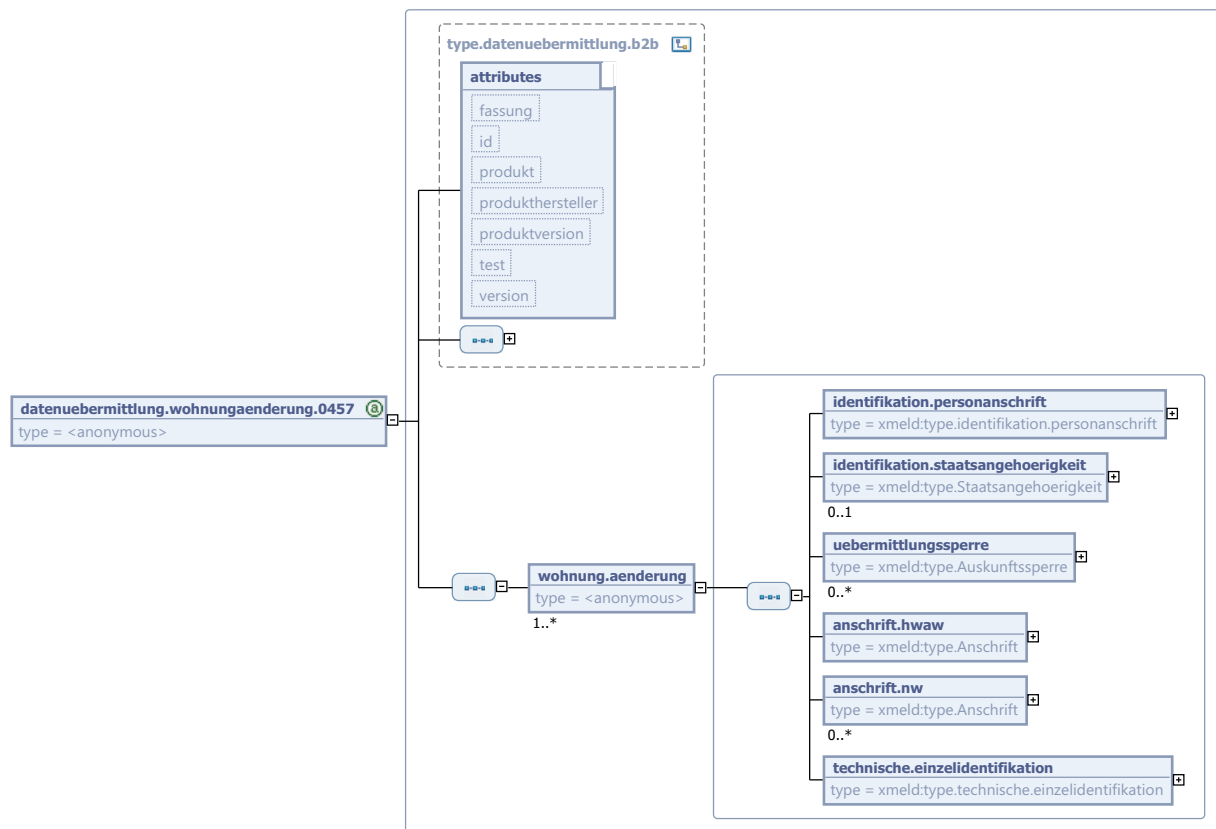 type.datenuebermittlung.b2b
attributes
fassung
id
produkt
produkthersteller
produktversion
test
version
datenuebermittlung.wohnungaenderung.0457 a
type = <anonymous>
wohnung.aenderung
type = <anonymous>
1..*
identifikation.personanschrift
type = xmeld:type.identifikation.personanschrift
identifikation.staatsangehoerigkeit
type = xmeld:type.Staatsangehoerigkeit
0..1
uebermittlungssperre
type = xmeld:type.Auskunftssperre
0..*
anschrift.hwaw
type = xmeld:type.Anschrift
anschrift.nw
type = xmeld:type.Anschrift
0..*
technische.einzelidentifikation
type = xmeld:type.technische.einzelidentifikation